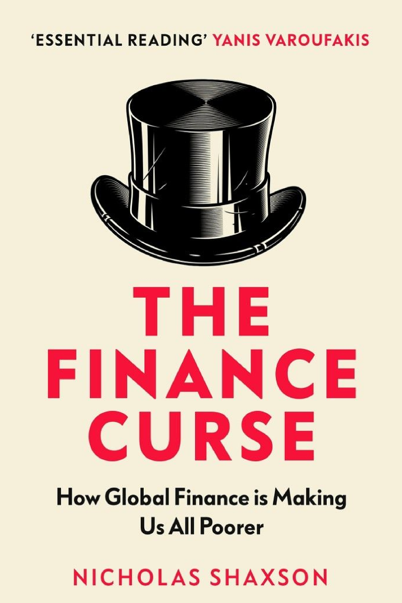 ‘ESSENTIAL READING’ YANIS VAROUFAKIS
THE
FINANCE
CURSE
How Global Finance is Making
Us All Poorer
NICHOLAS SHAXSON